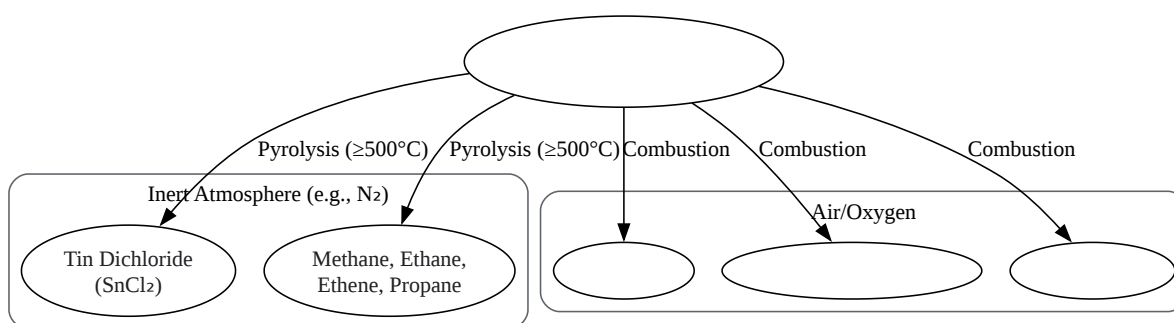 Pyrolysis (≥500°C)
Pyrolysis (≥500°C)
Combustion
Combustion
Combustion
Inert Atmosphere (e.g., N₂)
Air/Oxygen
Tin Dichloride
(SnCl₂)
Methane, Ethane,
Ethene, Propane